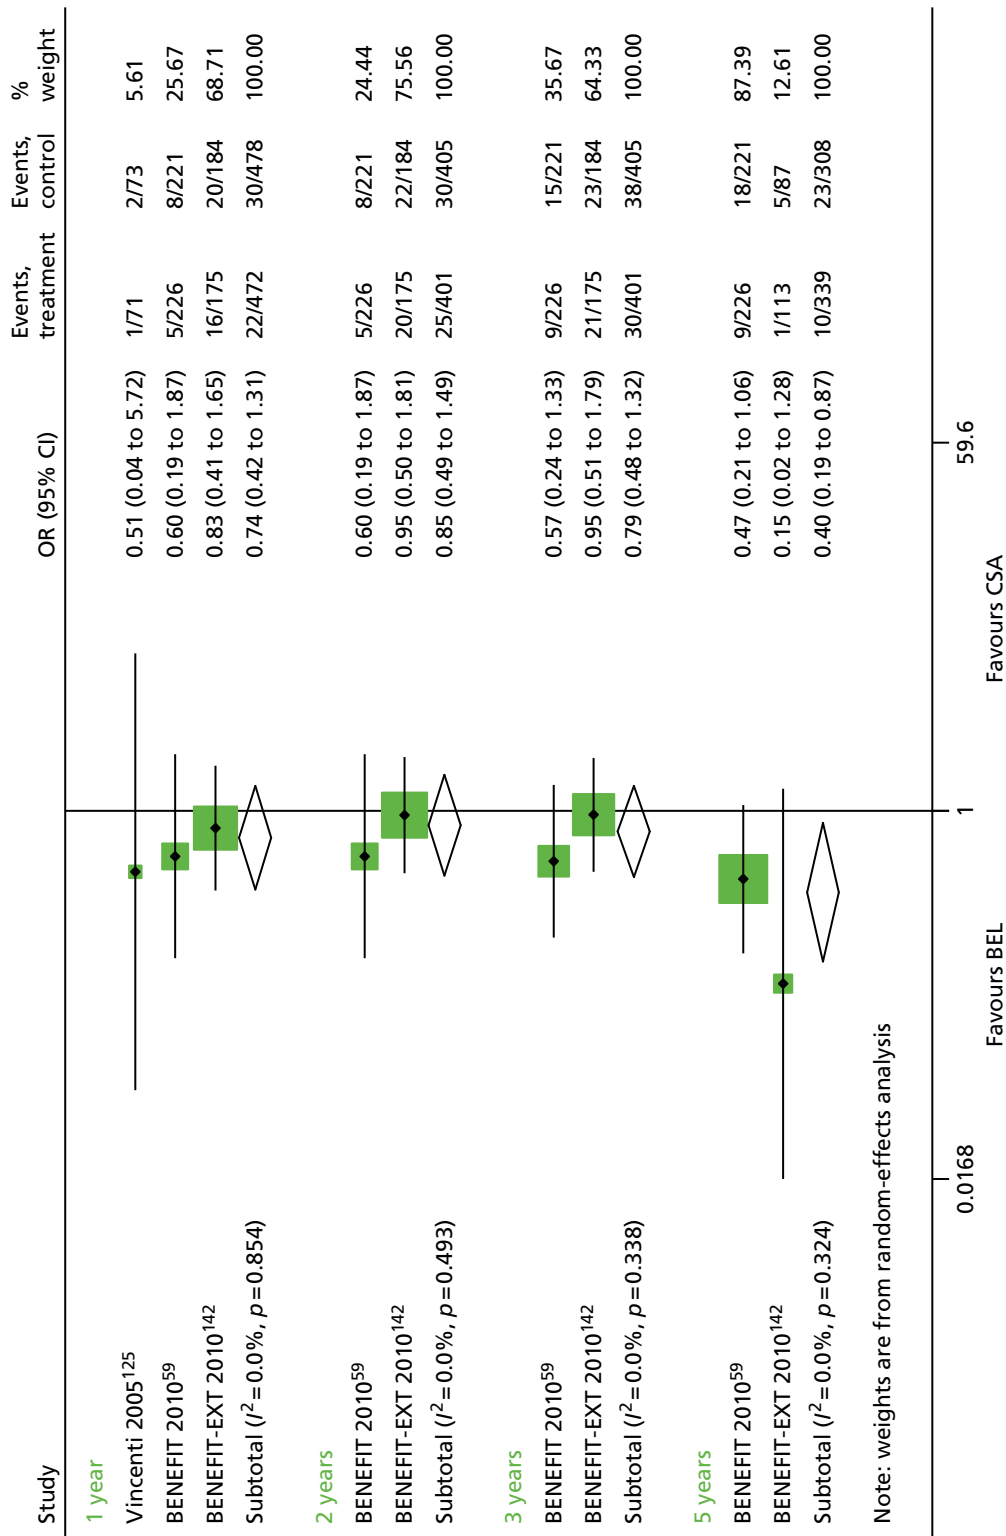 Study OR (95% CI) Events, treatment Events, control % weight
1 year
Vincenti 2005¹²⁵ 0.51 (0.04 to 5.72) 1/71 2/73 5.61
BENEFIT 2010⁵⁹ 0.60 (0.19 to 1.87) 5/226 8/221 25.67
BENEFIT-EXT 2010¹⁴² 0.83 (0.41 to 1.65) 16/175 20/184 68.71
Subtotal (I² = 0.0%, p = 0.854) 0.74 (0.42 to 1.31) 22/472 30/478 100.00
2 years
BENEFIT 2010⁵⁹ 0.60 (0.19 to 1.87) 5/226 8/221 24.44
BENEFIT-EXT 2010¹⁴² 0.95 (0.50 to 1.81) 20/175 22/184 75.56
Subtotal (I² = 0.0%, p = 0.493) 0.85 (0.49 to 1.49) 25/401 30/405 100.00
3 years
BENEFIT 2010⁵⁹ 0.57 (0.24 to 1.33) 9/226 15/221 35.67
BENEFIT-EXT 2010¹⁴² 0.95 (0.51 to 1.79) 21/175 23/184 64.33
Subtotal (I² = 0.0%, p = 0.338) 0.79 (0.48 to 1.32) 30/401 38/405 100.00
5 years
BENEFIT 2010⁵⁹ 0.47 (0.21 to 1.06) 9/226 18/221 87.39
BENEFIT-EXT 2010¹⁴² 0.15 (0.02 to 1.28) 1/113 5/87 12.61
Subtotal (I² = 0.0%, p = 0.324) 0.40 (0.19 to 0.87) 10/339 23/308 100.00
Note: weights are from random-effects analysis
0.0168 1 59.6
Favours BEL Favours CSA